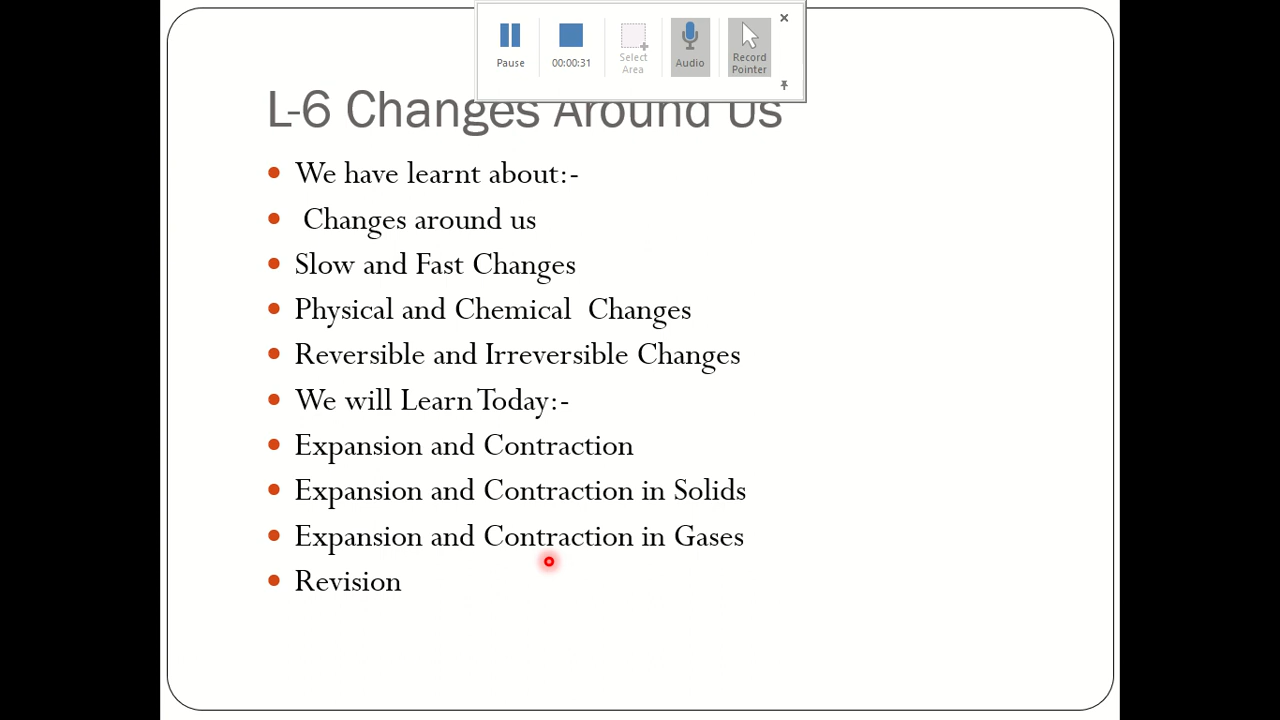 Pause
00:00:31
Select
Area
Audio
Record
Pointer
L-6 Changes Around Us
We have learnt about:-
Changes around us
Slow and Fast Changes
Physical and Chemical  Changes
Reversible and Irreversible Changes
We will Learn Today:-
Expansion and Contraction
Expansion and Contraction in Solids
Expansion and Contraction in Gases
Revision